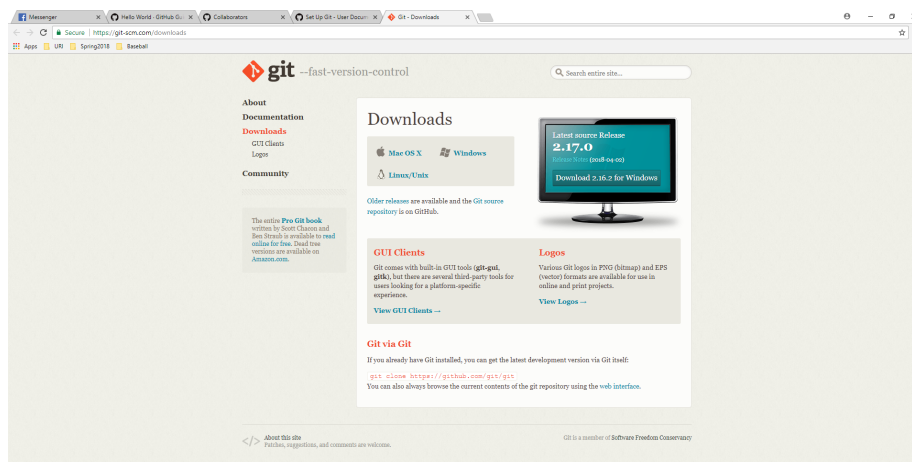 Messenger
Hello World · GitHub Gu
Collaborators
Set Up Git - User Docum
Git - Downloads
Secure | https://git-scm.com/downloads
Apps
URI
Spring2018
Baseball
git --fast-version-control
Search entire site...
About
Documentation
Downloads
GUI Clients
Logos
Community
The entire Pro Git book
written by Scott Chacon and
Ben Straub is available to read
online for free. Dead tree
versions are available on
Amazon.com.
Downloads
Mac OS X
Windows
Linux/Unix
Older releases are available and the Git source
repository is on GitHub.
Latest source Release
2.17.0
Release Notes (2018-04-02)
Download 2.16.2 for Windows
GUI Clients
Git comes with built-in GUI tools (git-gui,
gitk), but there are several third-party tools for
users looking for a platform-specific
experience.
View GUI Clients →
Logos
Various Git logos in PNG (bitmap) and EPS
(vector) formats are available for use in
online and print projects.
View Logos →
Git via Git
If you already have Git installed, you can get the latest development version via Git itself:
git clone https://github.com/git/git
You can also always browse the current contents of the git repository using the web interface.
</> About this site
Patches, suggestions, and comments are welcome.
Git is a member of Software Freedom Conservancy